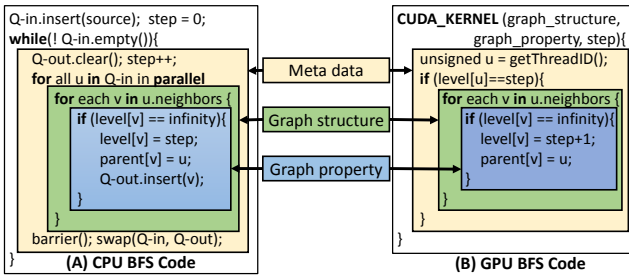 Q-in.insert(source);  step = 0;
while(! Q-in.empty()){
Q-out.clear(); step++;
for all u in Q-in in parallel
for each v in u.neighbors {
if (level[v] == infinity){
level[v] = step;
parent[v] = u;
Q-out.insert(v);
}
}
barrier(); swap(Q-in, Q-out);
}
(A) CPU BFS Code
Meta data
Graph structure
Graph property
CUDA_KERNEL (graph_structure,
graph_property, step){
unsigned u = getThreadID();
if (level[u]==step){
for each v in u.neighbors {
if (level[v] == infinity){
level[v] = step+1;
parent[v] = u;
}
}
}
}
(B) GPU BFS Code